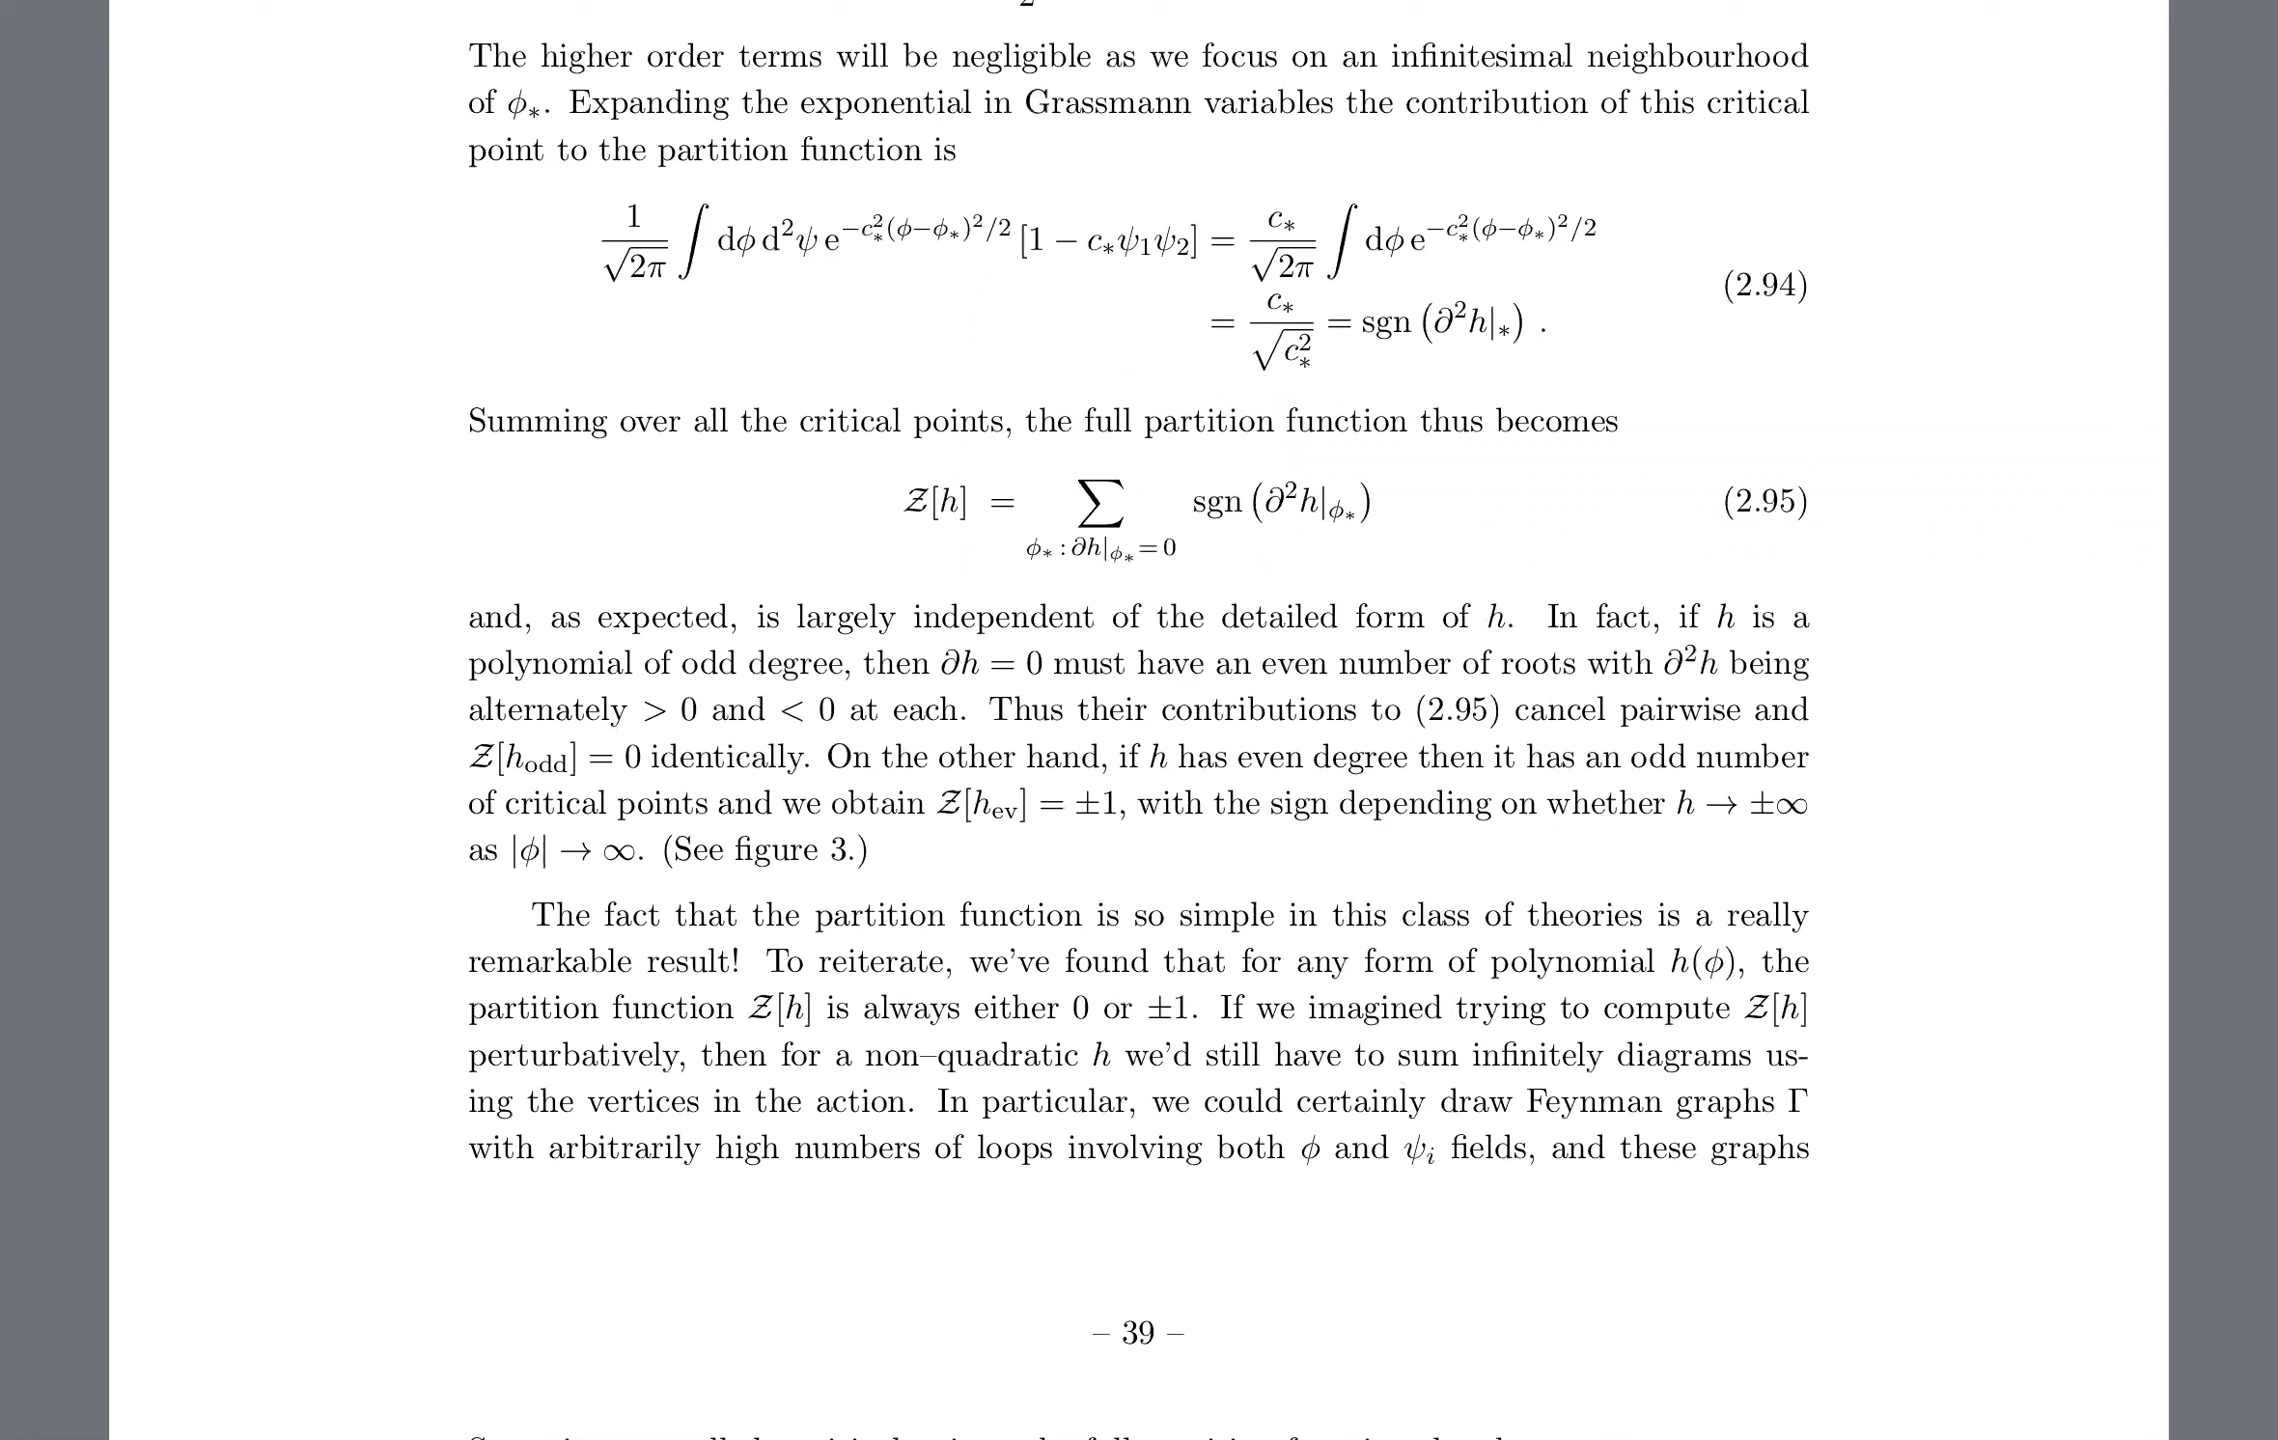 The higher order terms will be negligible as we focus on an infinitesimal neighbourhood
of ϕ∗. Expanding the exponential in Grassmann variables the contribution of this critical
point to the partition function is
1/√2π ∫ dϕ d²ψ e^{−c∗²(ϕ−ϕ∗)²/2} [1 − c∗ψ1ψ2] = c∗/√2π ∫ dϕ e^{−c∗²(ϕ−ϕ∗)²/2}
= c∗/√c∗² = sgn (∂²h|∗) . (2.94)
Summing over all the critical points, the full partition function thus becomes
𝒵[h] = ∑_{ϕ∗ : ∂h|ϕ∗ = 0} sgn (∂²h|ϕ∗) (2.95)
and, as expected, is largely independent of the detailed form of h. In fact, if h is a
polynomial of odd degree, then ∂h = 0 must have an even number of roots with ∂²h being
alternately > 0 and < 0 at each. Thus their contributions to (2.95) cancel pairwise and
𝒵[h_odd] = 0 identically. On the other hand, if h has even degree then it has an odd number
of critical points and we obtain 𝒵[h_ev] = ±1, with the sign depending on whether h → ±∞
as |ϕ| → ∞. (See figure 3.)
The fact that the partition function is so simple in this class of theories is a really
remarkable result! To reiterate, we've found that for any form of polynomial h(ϕ), the
partition function 𝒵[h] is always either 0 or ±1. If we imagined trying to compute 𝒵[h]
perturbatively, then for a non–quadratic h we'd still have to sum infinitely diagrams us-
ing the vertices in the action. In particular, we could certainly draw Feynman graphs Γ
with arbitrarily high numbers of loops involving both ϕ and ψi fields, and these graphs
– 39 –